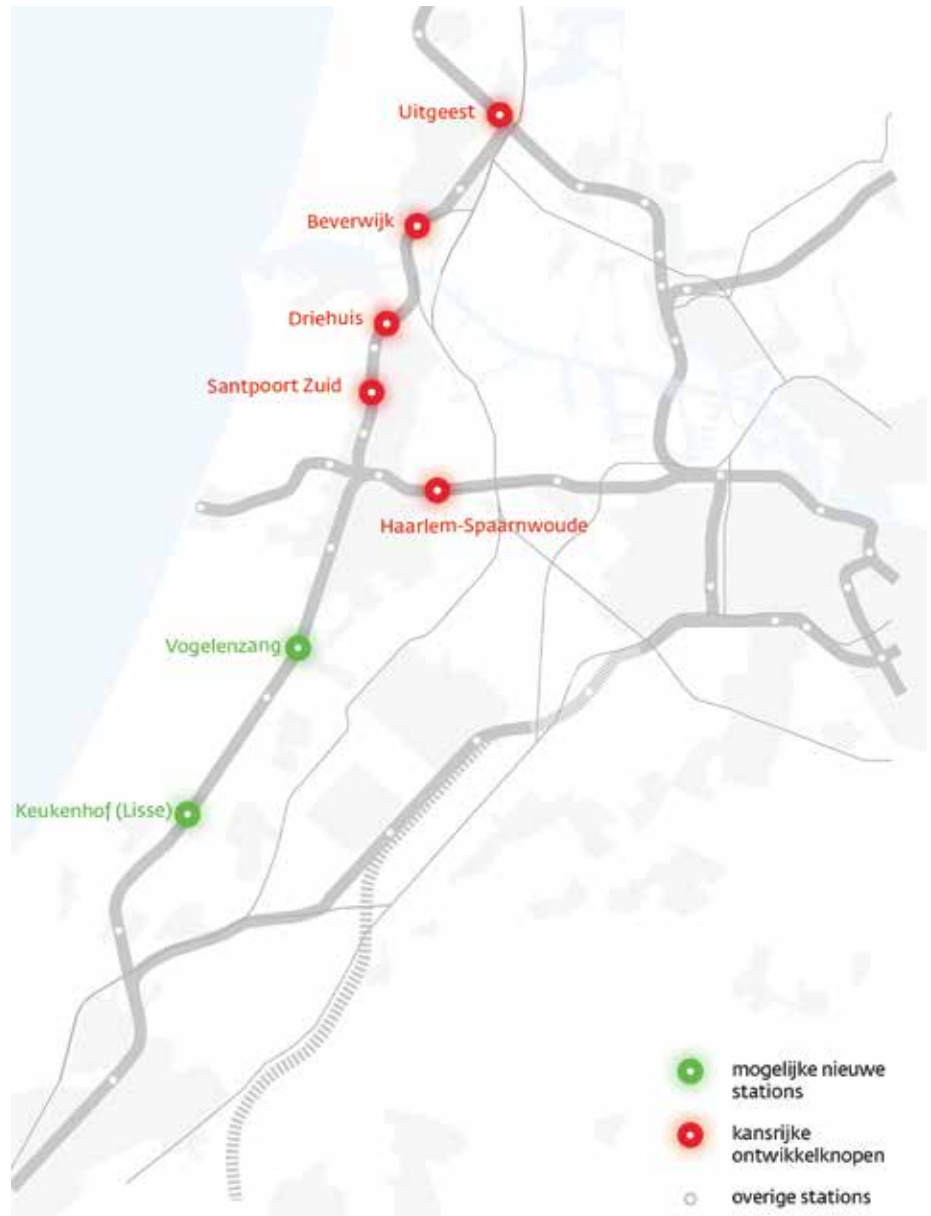 Uitgeest
Beverwijk
Driehuis
Santpoort Zuid
Haarlem-Spaarnwoude
Vogelenzang
Keukenhof (Lisse)
mogelijke nieuwe
stations
kansrijke
ontwikkelknopen
overige stations